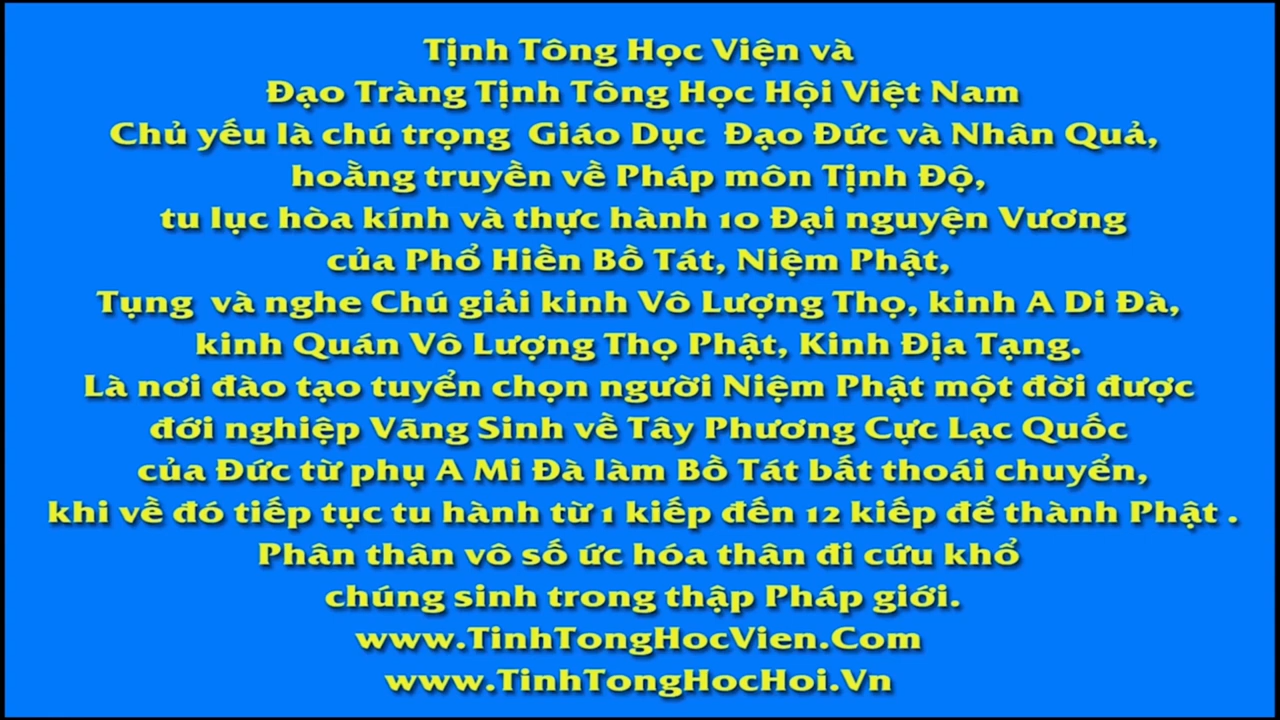 Tịnh Tông Học Viện và
Đạo Tràng Tịnh Tông Học Hội Việt Nam
Chủ yếu là chú trọng Giáo Dục Đạo Đức và Nhân Quả,
hoằng truyền về Pháp môn Tịnh Độ,
tu lục hòa kính và thực hành 10 Đại nguyện Vương
của Phổ Hiền Bồ Tát, Niệm Phật,
Tụng và nghe Chú giải kinh Vô Lượng Thọ, kinh A Di Đà,
kinh Quán Vô Lượng Thọ Phật, Kinh Địa Tạng.
Là nơi đào tạo tuyển chọn người Niệm Phật một đời được
đới nghiệp Vãng Sinh về Tây Phương Cực Lạc Quốc
của Đức từ phụ A Mi Đà làm Bồ Tát bất thoái chuyển,
khi về đó tiếp tục tu hành từ 1 kiếp đến 12 kiếp để thành Phật .
Phân thân vô số ức hóa thân đi cứu khổ
chúng sinh trong thập Pháp giới.
www.TinhTongHocVien.Com
www.TinhTongHocHoi.Vn